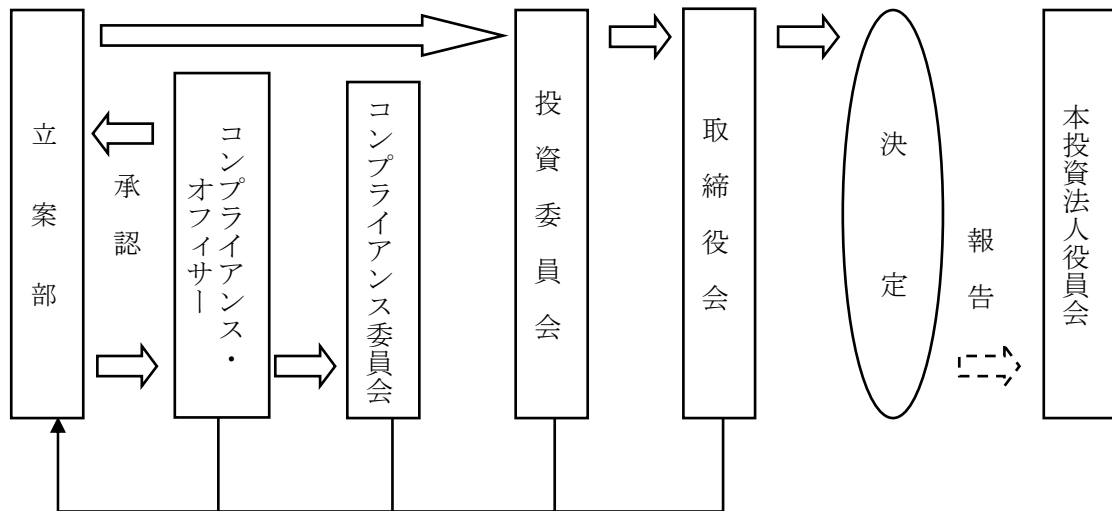 立案部
承認
コンプライアンス・
オフィサー
コンプライアンス委員会
投資委員会
取締役会
決定
報告
本投資法人役員会